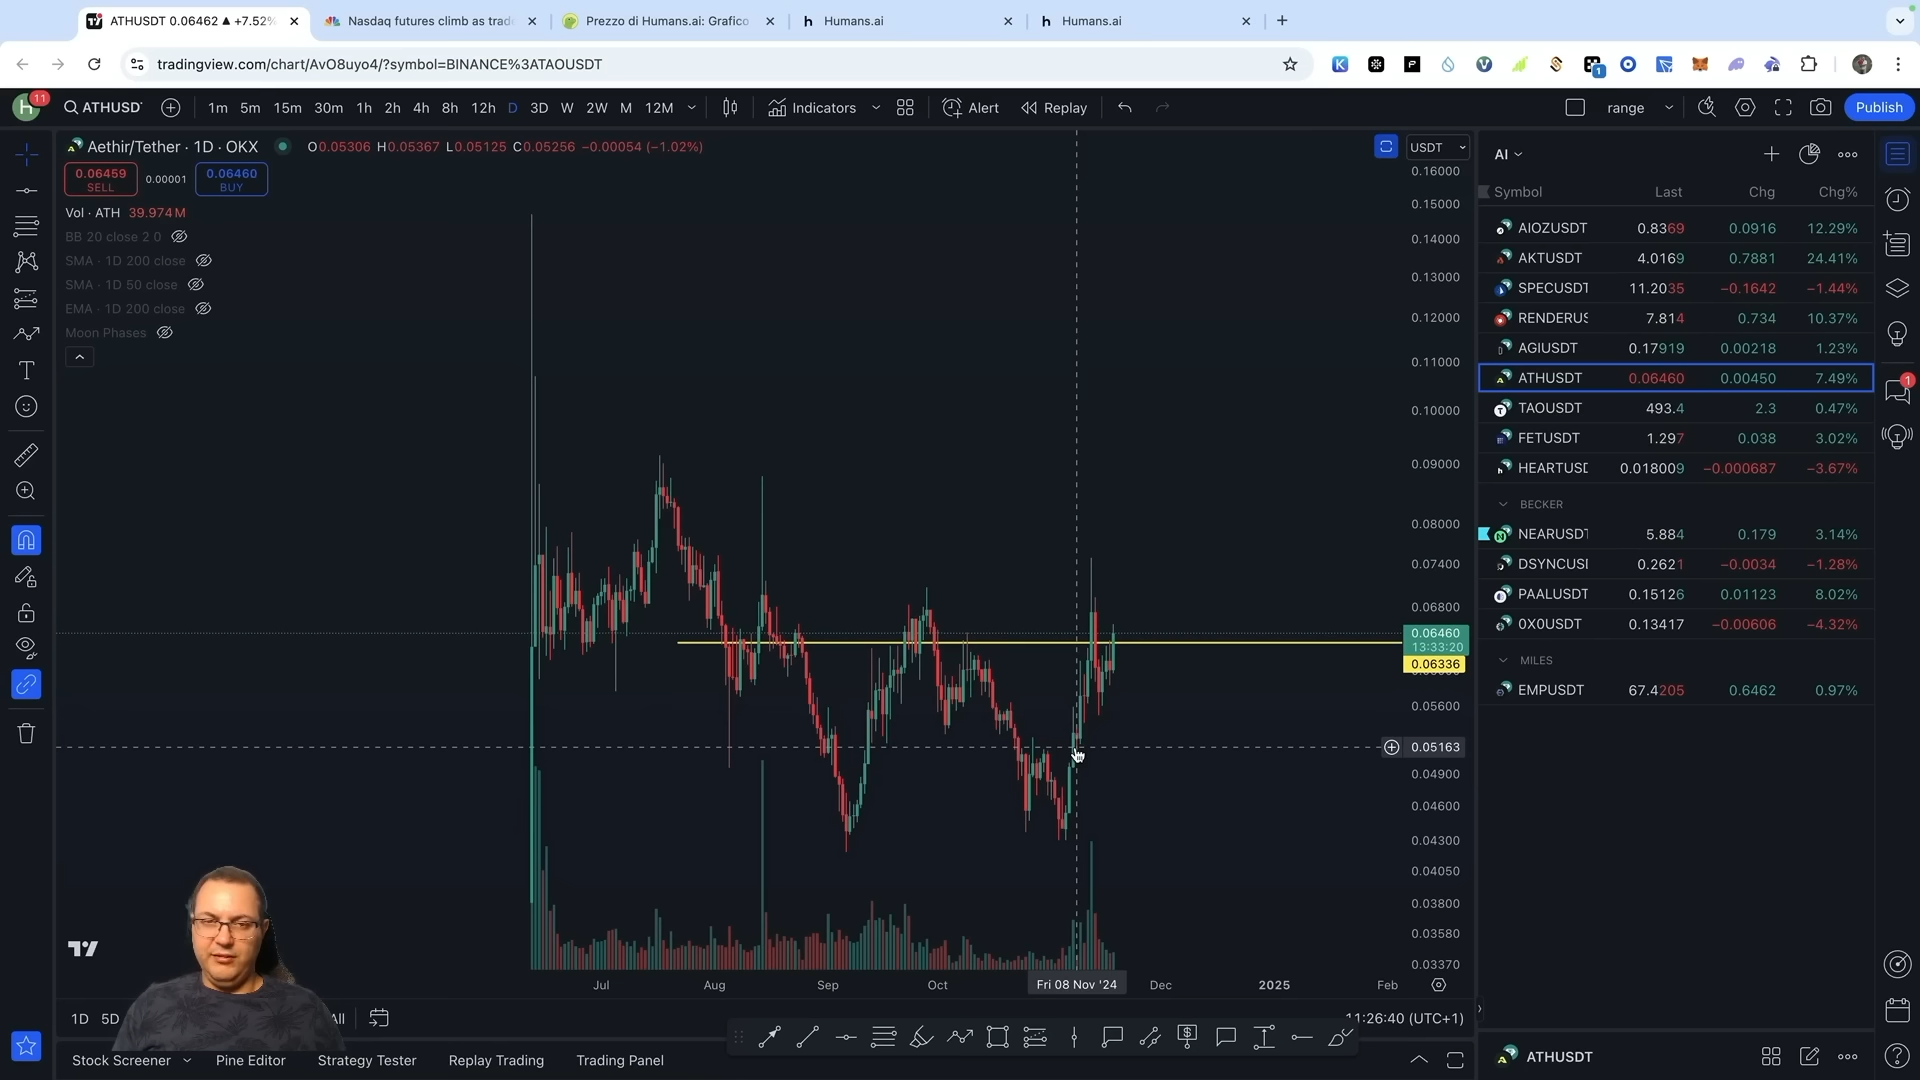 ATHUSDT 0.06462 ▲ +7.52%
Nasdaq futures climb as trad
Prezzo di Humans.ai: Grafico
Humans.ai
Humans.ai
tradingview.com/chart/AvO8uyo4/?symbol=BINANCE%3ATAOUSDT
1
11
H
ATHUSD
1m 5m 15m 30m 1h 2h 4h 8h 12h D 3D W 2W M 12M
Indicators
Alert
Replay
range
Publish
Aethir/Tether · 1D · OKX
O0.05306 H0.05367 L0.05125 C0.05256 −0.00054 (−1.02%)
0.06459
SELL
0.00001
0.06460
BUY
Vol · ATH 39.974M
BB 20 close 2 0
SMA · 1D 200 close
SMA · 1D 50 close
EMA · 1D 200 close
Moon Phases
USDT
0.16000
0.15000
0.14000
0.13000
0.12000
0.11000
0.10000
0.09000
0.08000
0.07400
0.06800
0.06460
13:33:20
0.06336
0.05600
0.05163
0.04900
0.04600
0.04300
0.04050
0.03800
0.03580
0.03370
Jul Aug Sep Oct Fri 08 Nov '24 Dec 2025 Feb
1D 5D All
11:26:40 (UTC+1)
Stock Screener Pine Editor Strategy Tester Replay Trading Trading Panel
AI
Symbol Last Chg Chg%
AIOZUSDT 0.8369 0.0916 12.29%
AKTUSDT 4.0169 0.7881 24.41%
SPECUSDT 11.2035 −0.1642 −1.44%
RENDERUS 7.814 0.734 10.37%
AGIUSDT 0.17919 0.00218 1.23%
ATHUSDT 0.06460 0.00450 7.49%
TAOUSDT 493.4 2.3 0.47%
FETUSDT 1.297 0.038 3.02%
HEARTUSD 0.018009 −0.000687 −3.67%
BECKER
NEARUSDT 5.884 0.179 3.14%
DSYNCUSI 0.2621 −0.0034 −1.28%
PAALUSDT 0.15126 0.01123 8.02%
0X0USDT 0.13417 −0.00606 −4.32%
MILES
EMPUSDT 67.4205 0.6462 0.97%
1
ATHUSDT